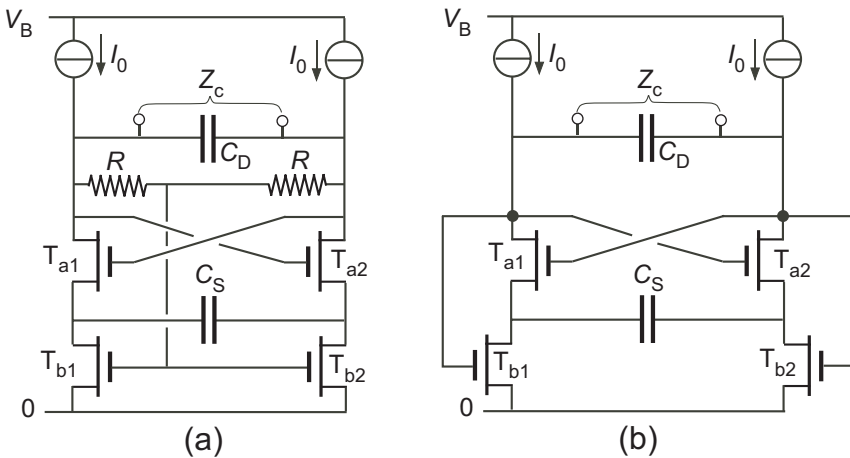 V_B V_B
I_0 I_0 I_0 I_0
Z_c Z_c
C_D C_D
R R
T_a1 T_a2 T_a1 T_a2
C_S C_S
T_b1 T_b2 T_b1 T_b2
0 0
(a) (b)